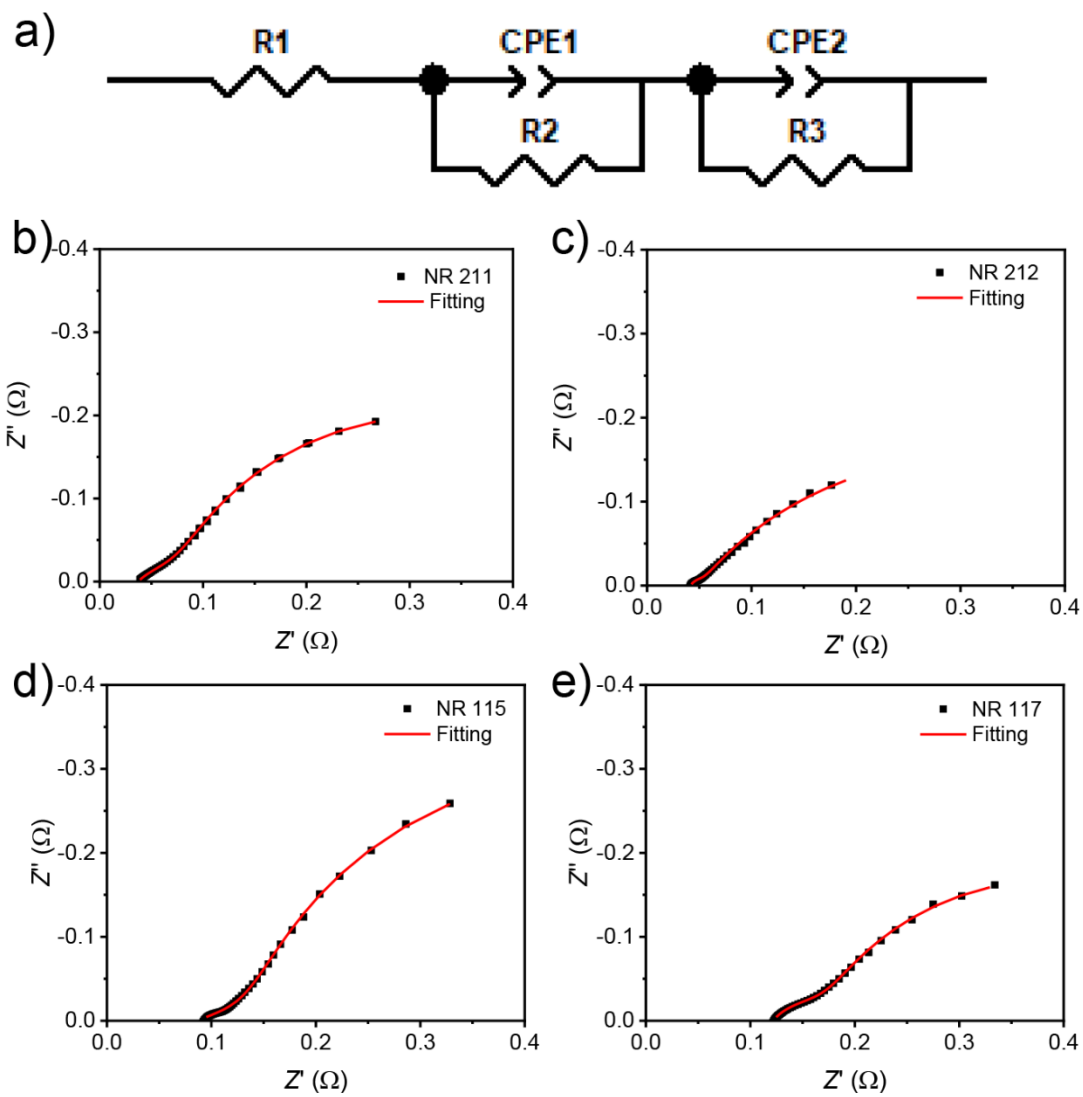 a)
R1 CPE1 CPE2
R2 R3
b)
-0.4
-0.3
-0.2
-0.1
0.0
0.0 0.1 0.2 0.3 0.4
Z" (Ω)
Z' (Ω)
NR 211
Fitting
c)
-0.4
-0.3
-0.2
-0.1
0.0
0.0 0.1 0.2 0.3 0.4
Z" (Ω)
Z' (Ω)
NR 212
Fitting
d)
-0.4
-0.3
-0.2
-0.1
0.0
0.0 0.1 0.2 0.3 0.4
Z" (Ω)
Z' (Ω)
NR 115
Fitting
e)
-0.4
-0.3
-0.2
-0.1
0.0
0.0 0.1 0.2 0.3 0.4
Z" (Ω)
Z' (Ω)
NR 117
Fitting